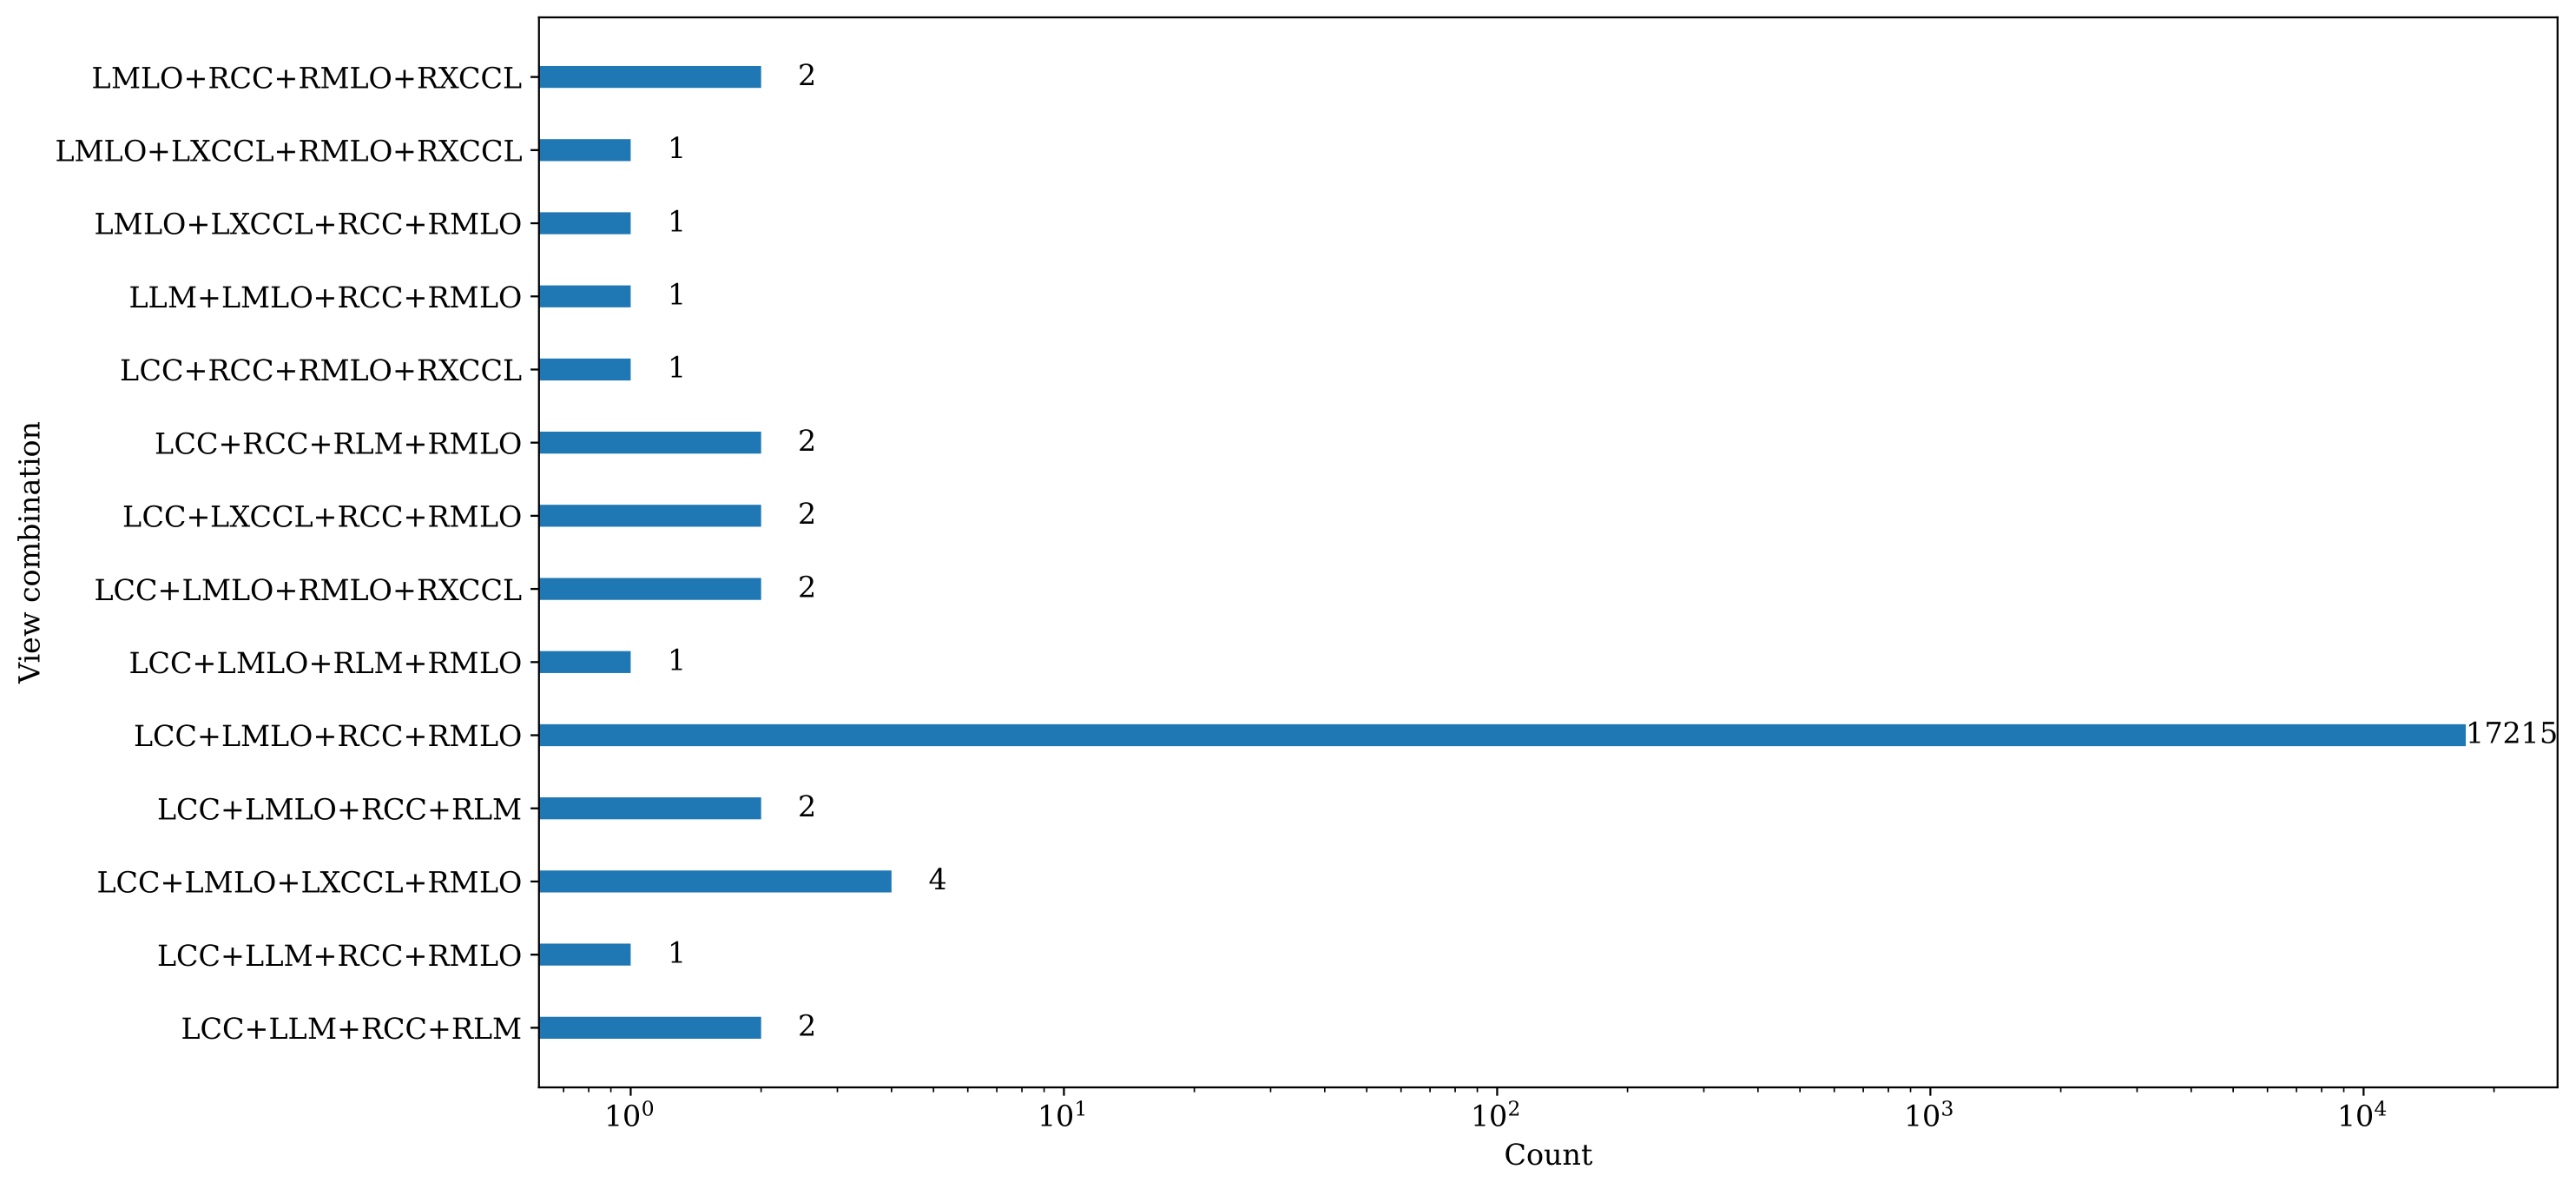 View combination
LMLO+RCC+RMLO+RXCCL 2
LMLO+LXCCL+RMLO+RXCCL 1
LMLO+LXCCL+RCC+RMLO 1
LLM+LMLO+RCC+RMLO 1
LCC+RCC+RMLO+RXCCL 1
LCC+RCC+RLM+RMLO 2
LCC+LXCCL+RCC+RMLO 2
LCC+LMLO+RMLO+RXCCL 2
LCC+LMLO+RLM+RMLO 1
LCC+LMLO+RCC+RMLO 17215
LCC+LMLO+RCC+RLM 2
LCC+LMLO+LXCCL+RMLO 4
LCC+LLM+RCC+RMLO 1
LCC+LLM+RCC+RLM 2
10⁰ 10¹ 10² 10³ 10⁴
Count